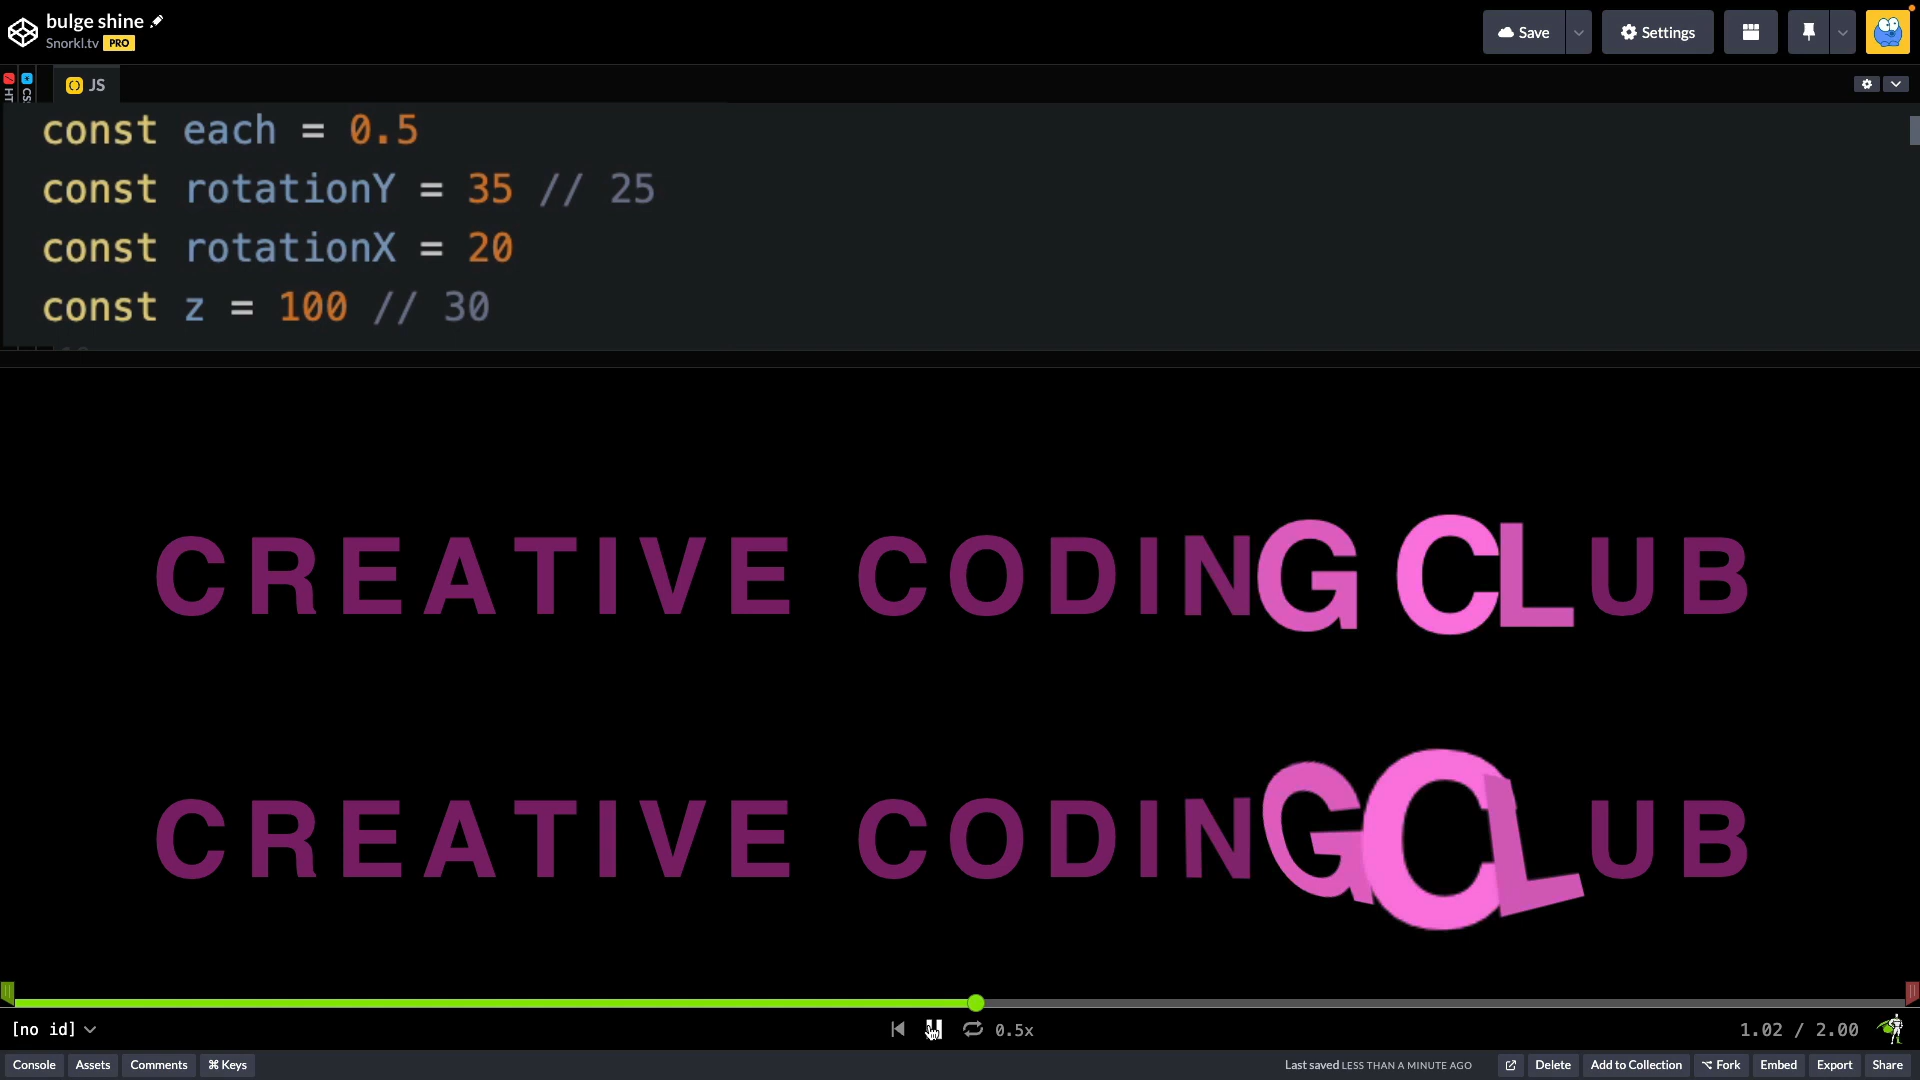 bulge shine
Snorkl.tv PRO
Save
Settings
HT
CS
JS
const each = 0.5
const rotationY = 35 // 25
const rotationX = 20
const z = 100 // 30
CREATIVE CODING CLUB
CREATIVE CODING CLUB
[no id]
0.5x
1.02 / 2.00
Console Assets Comments ⌘ Keys
Last saved LESS THAN A MINUTE AGO
Delete Add to Collection ⌥ Fork Embed Export Share